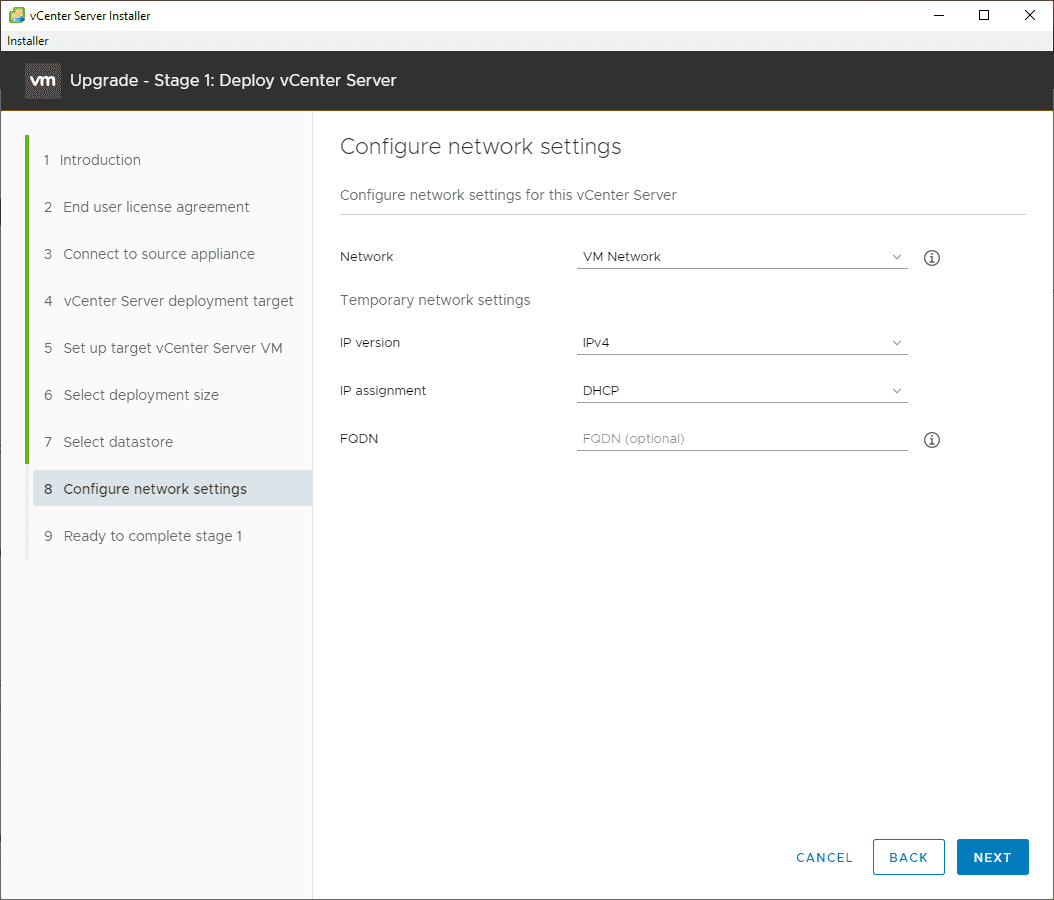 vCenter Server Installer
Installer
vm Upgrade - Stage 1: Deploy vCenter Server
1 Introduction
2 End user license agreement
3 Connect to source appliance
4 vCenter Server deployment target
5 Set up target vCenter Server VM
6 Select deployment size
7 Select datastore
8 Configure network settings
9 Ready to complete stage 1
Configure network settings
Configure network settings for this vCenter Server
Network VM Network
Temporary network settings
IP version IPv4
IP assignment DHCP
FQDN FQDN (optional)
CANCEL BACK NEXT